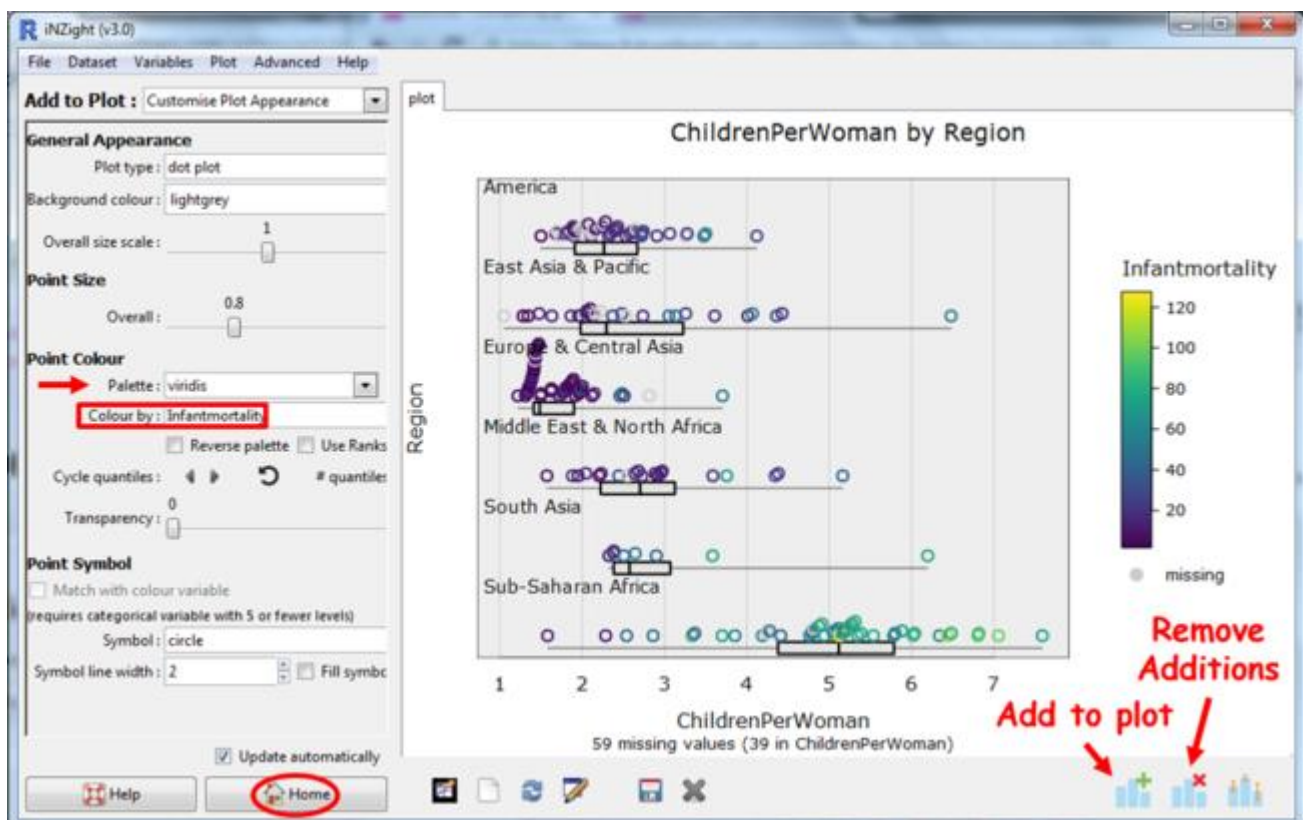 iNZight (v3.0)
File Dataset Variables Plot Advanced Help
Add to Plot : Customise Plot Appearance
General Appearance
Plot type : dot plot
Background colour : lightgrey
1
Overall size scale :
Point Size
0.8
Overall :
Point Colour
Palette : viridis
Colour by : Infantmortality
Reverse palette Use Ranks
Cycle quantiles : # quantiles
0
Transparency :
Point Symbol
Match with colour variable
(requires categorical variable with 5 or fewer levels)
Symbol : circle
Symbol line width : 2 Fill symbo
Update automatically
Help Home
plot
ChildrenPerWoman by Region
Region
America
East Asia & Pacific
Europe & Central Asia
Middle East & North Africa
South Asia
Sub-Saharan Africa
1 2 3 4 5 6 7
ChildrenPerWoman
59 missing values (39 in ChildrenPerWoman)
Infantmortality
120
100
80
60
40
20
missing
Remove
Additions
Add to plot